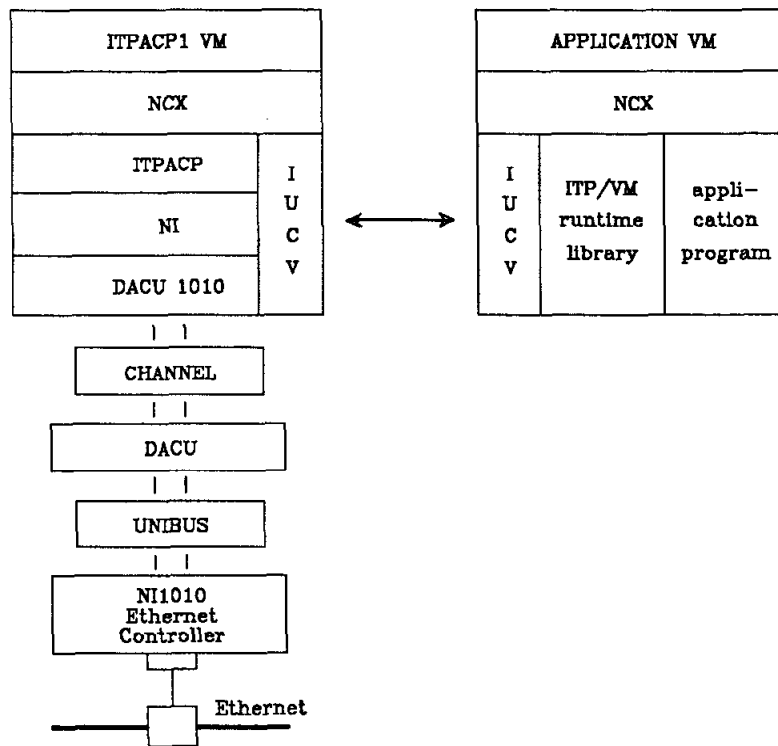 ITPACP1 VM
NCX
ITPACP
NI
DACU 1010
I
U
C
V
APPLICATION VM
NCX
I
U
C
V
ITP/VM
runtime
library
appli-
cation
program
CHANNEL
DACU
UNIBUS
NI1010
Ethernet
Controller
Ethernet